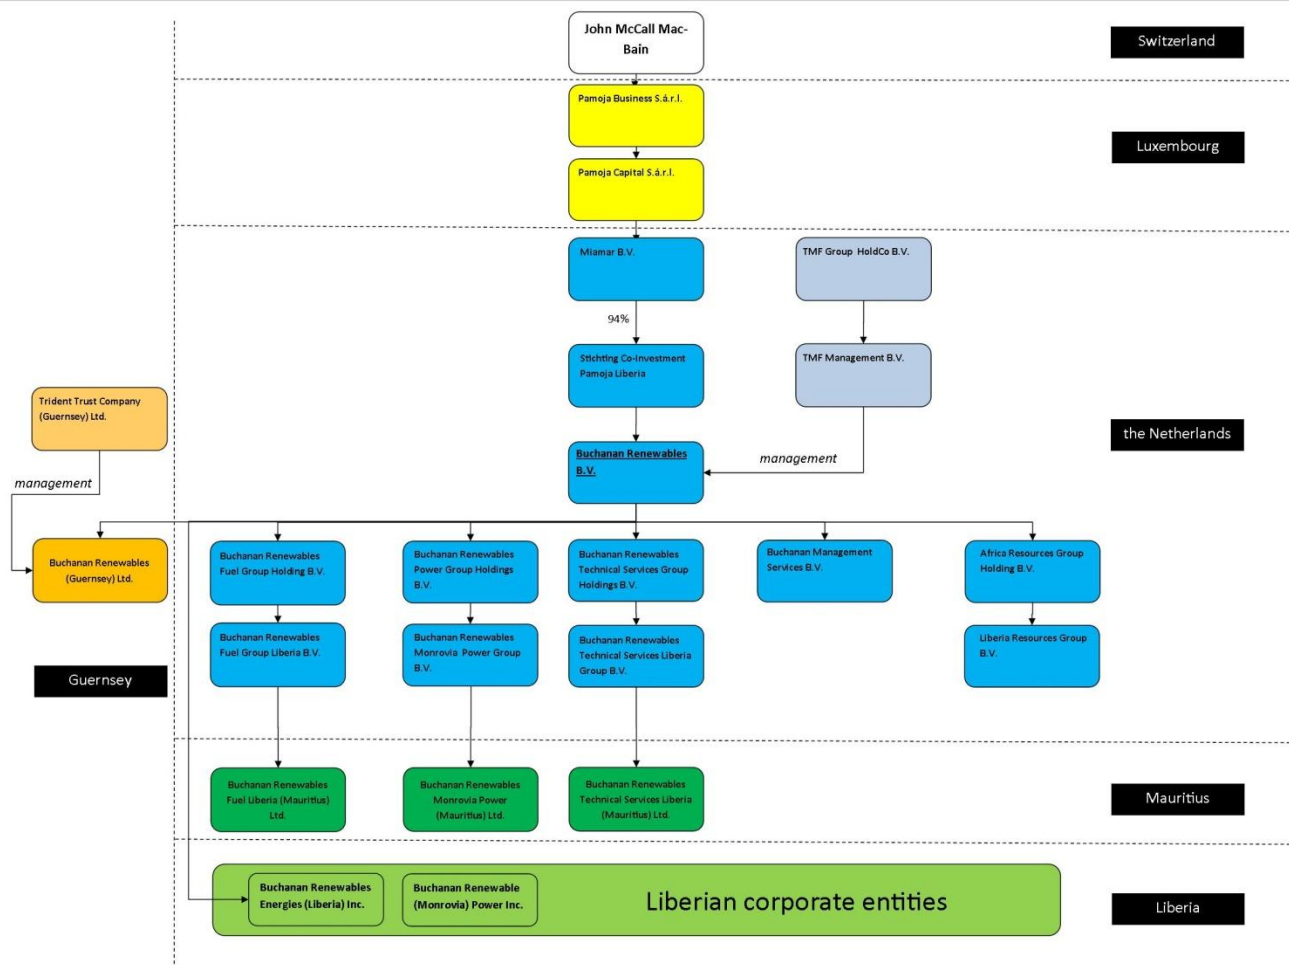 John McCall Mac-
Bain
Switzerland
Pamoja Business S.á.r.l.
Luxembourg
Pamoja Capital S.á.r.l.
Miamar B.V.
TMF Group HoldCo B.V.
94%
Stichting Co-Investment
Pamoja Liberia
TMF Management B.V.
Trident Trust Company
(Guernsey) Ltd.
the Netherlands
Buchanan Renewables
B.V.
management
management
Buchanan Renewables
(Guernsey) Ltd.
Buchanan Renewables
Fuel Group Holding B.V.
Buchanan Renewables
Power Group Holdings
B.V.
Buchanan Renewables
Technical Services Group
Holdings B.V.
Buchanan Management
Services B.V.
Africa Resources Group
Holding B.V.
Buchanan Renewables
Fuel Group Liberia B.V.
Buchanan Renewables
Monrovia Power Group
B.V.
Buchanan Renewables
Technical Services Liberia
Group B.V.
Liberia Resources Group
B.V.
Guernsey
Buchanan Renewables
Fuel Liberia (Mauritius)
Ltd.
Buchanan Renewables
Monrovia Power
(Mauritius) Ltd.
Buchanan Renewables
Technical Services Liberia
(Mauritius) Ltd.
Mauritius
Buchanan Renewables
Energies (Liberia) Inc.
Buchanan Renewable
(Monrovia) Power Inc.
Liberian corporate entities
Liberia